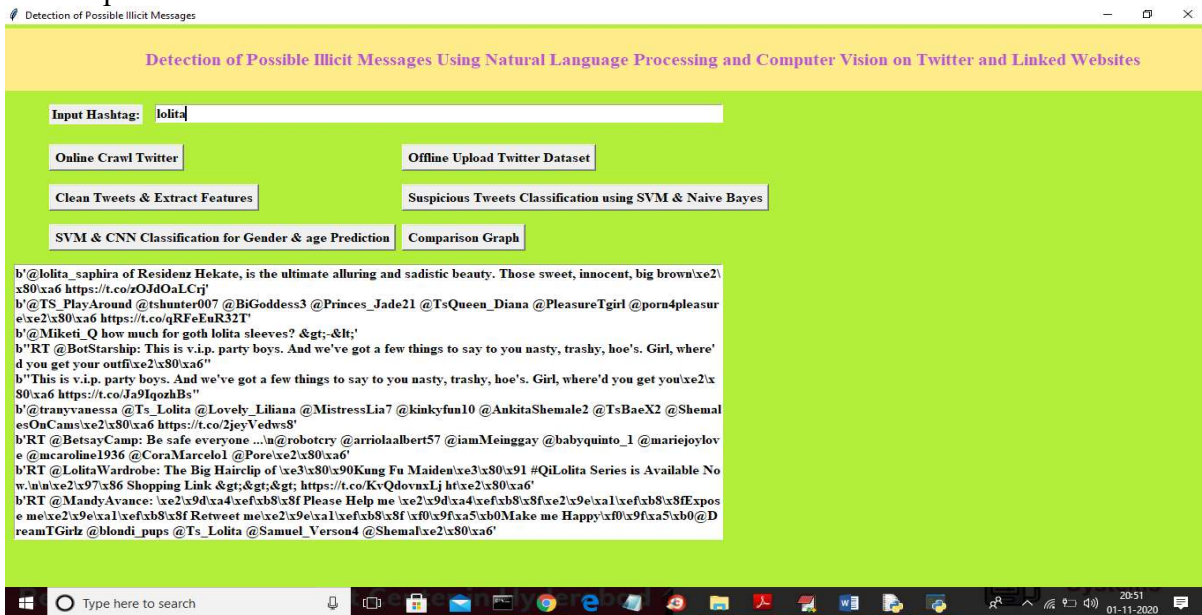 Detection of Possible Illicit Messages
Detection of Possible Illicit Messages Using Natural Language Processing and Computer Vision on Twitter and Linked Websites
Input Hashtag: lolita
Online Crawl Twitter Offline Upload Twitter Dataset
Clean Tweets & Extract Features Suspicious Tweets Classification using SVM & Naive Bayes
SVM & CNN Classification for Gender & age Prediction Comparison Graph
b'@lolita_saphira of Residenz Hekate, is the ultimate alluring and sadistic beauty. Those sweet, innocent, big brown\xe2\
x80\xa6 https://t.co/zOJdOaLCrj'
b'@TS_PlayAround @tshunter007 @BiGoddess3 @Princes_Jade21 @TsQueen_Diana @PleasureTgirl @porn4pleasur
e\xe2\x80\xa6 https://t.co/qRFeEuR32T'
b'@Miketi_Q how much for goth lolita sleeves? &gt;-&lt;'
b"RT @BotStarship: This is v.i.p. party boys. And we've got a few things to say to you nasty, trashy, hoe's. Girl, where'
d you get your outfi\xe2\x80\xa6"
b"This is v.i.p. party boys. And we've got a few things to say to you nasty, trashy, hoe's. Girl, where'd you get you\xe2\x
80\xa6 https://t.co/Ja9IqozhBs"
b'@tranyvanessa @Ts_Lolita @Lovely_Liliana @MistressLia7 @kinkyfun10 @AnkitaShemale2 @TsBaeX2 @Shemal
esOnCams\xe2\x80\xa6 https://t.co/2jeyVedws8'
b'RT @BetsayCamp: Be safe everyone ...\n@robotcry @arriolaalbert57 @iamMeinggay @babyquinto_1 @mariejoylov
e @mcaroline1936 @CoraMarcelo1 @Pore\xe2\x80\xa6'
b'RT @LolitaWardrobe: The Big Hairclip of \xe3\x80\x90Kung Fu Maiden\xe3\x80\x91 #QiLolita Series is Available No
w.\n\n\xe2\x97\x86 Shopping Link &gt;&gt;&gt; https://t.co/KvQdovnxLj ht\xe2\x80\xa6'
b'RT @MandyAvance: \xe2\x9d\xa4\xef\xb8\x8f Please Help me \xe2\x9d\xa4\xef\xb8\x8f\xe2\x9e\xa1\xef\xb8\x8fExpos
e me\xe2\x9e\xa1\xef\xb8\x8f Retweet me\xe2\x9e\xa1\xef\xb8\x8f \xf0\x9f\xa5\xb0Make me Happy\xf0\x9f\xa5\xb0@D
reamTGirlz @blondi_pups @Ts_Lolita @Samuel_Verson4 @Shemal\xe2\x80\xa6'
Type here to search
20:51
01-11-2020